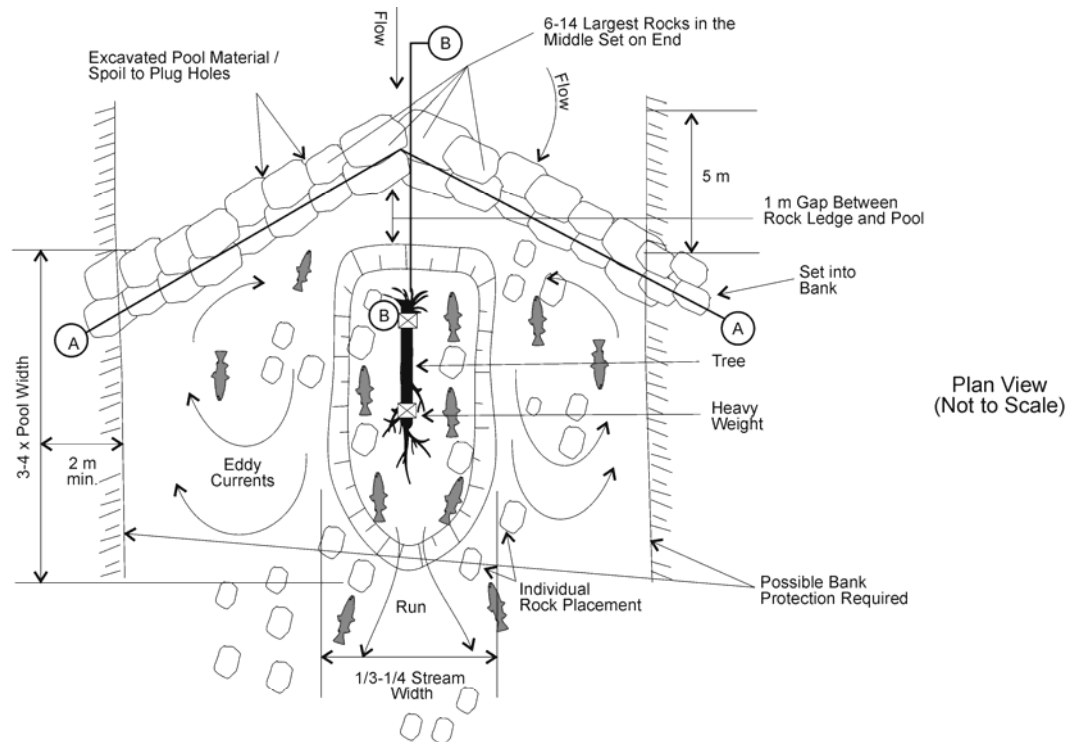 Flow
B
6-14 Largest Rocks in the
Middle Set on End
Excavated Pool Material /
Spoil to Plug Holes
Flow
5 m
1 m Gap Between
Rock Ledge and Pool
Set into
Bank
A
B
A
Tree
Plan View
(Not to Scale)
Heavy
Weight
3-4 x Pool Width
2 m
min.
Eddy
Currents
Individual
Rock Placement
Possible Bank
Protection Required
Run
1/3-1/4 Stream
Width